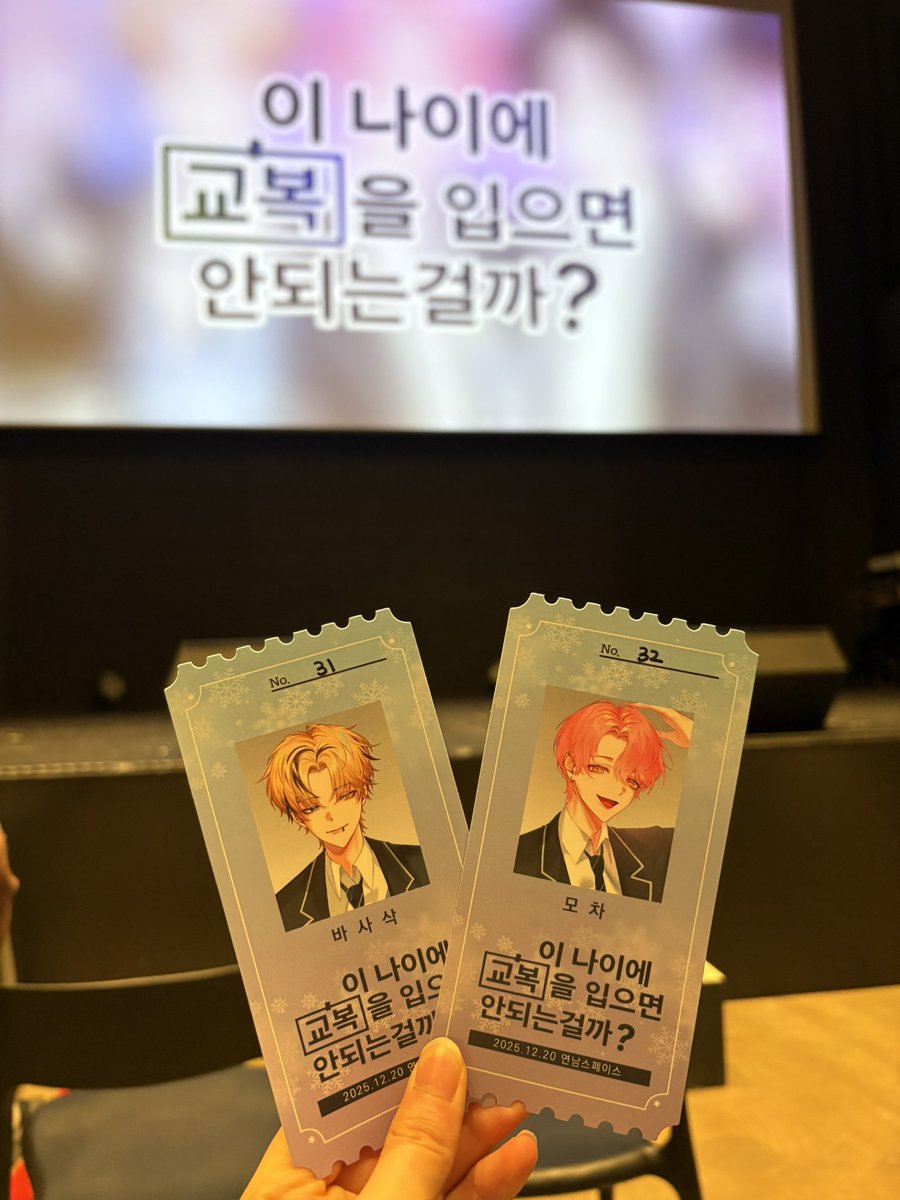 이 나이에
교복을 입으면
안되는걸까?
No. 31
바사삭
이 나이에
교복을 입으
안되는걸까
2025.12.20
No. 32
모차
이 나이에
교복을 입으면
안되는걸까?
2025.12.20 연남스페이스